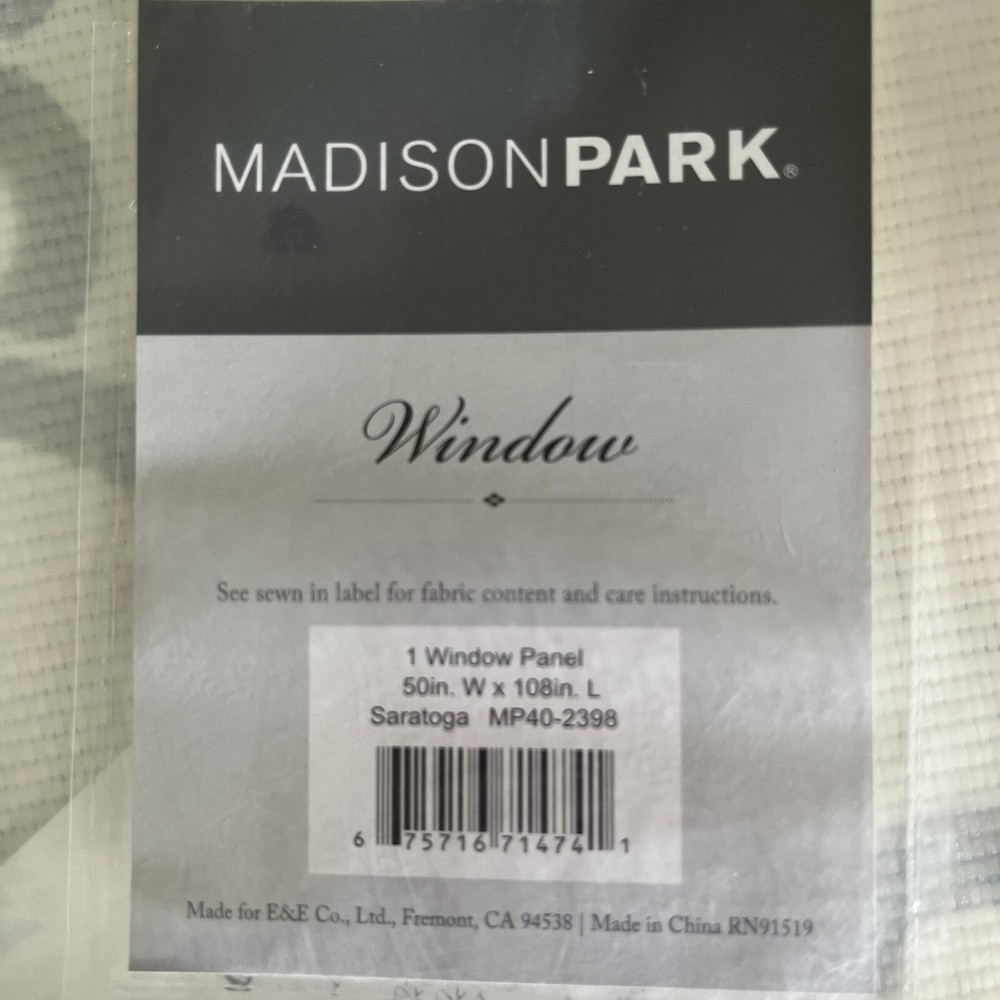 MADISONPARK®
Window
See sewn in label for fabric content and care instructions.
1 Window Panel
50in. W x 108in. L
Saratoga MP40-2398
6 75716 71474 1
Made for E&E Co., Ltd., Fremont, CA 94538 | Made in China RN91519